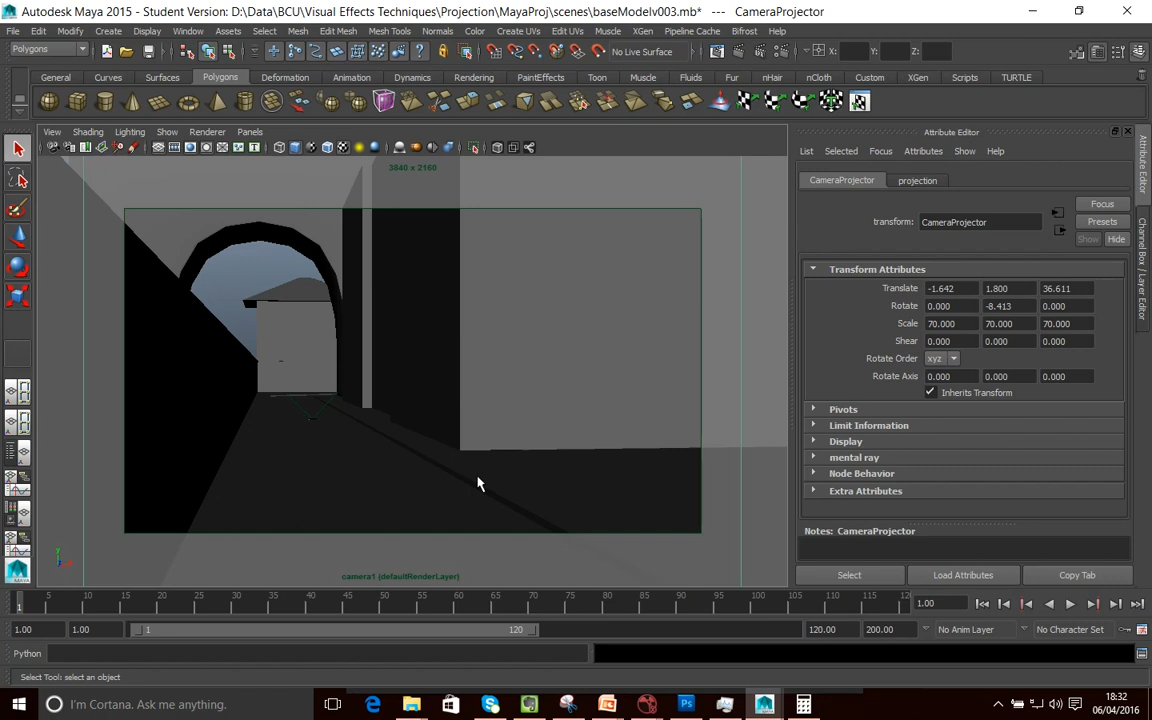 Autodesk Maya 2015 - Student Version: D:\Data\BCU\Visual Effects Techniques\Projection\MayaProj\scenes\baseModelv003.mb* --- CameraProjector
File Edit Modify Create Display Window Assets Select Mesh Edit Mesh Mesh Tools Normals Color Create UVs Edit UVs Muscle XGen Pipeline Cache Bifrost Help
Polygons No Live Surface X: Y: Z:
General Curves Surfaces Polygons Deformation Animation Dynamics Rendering PaintEffects Toon Muscle Fluids Fur nHair nCloth Custom XGen Scripts TURTLE
View Shading Lighting Show Renderer Panels
3840 x 2160
camera1 (defaultRenderLayer)
Attribute Editor
List Selected Focus Attributes Show Help
CameraProjector projection
Focus
transform: CameraProjector Presets
Show Hide
Transform Attributes
Translate -1.642 1.800 36.611
Rotate 0.000 -8.413 0.000
Scale 70.000 70.000 70.000
Shear 0.000 0.000 0.000
Rotate Order xyz
Rotate Axis 0.000 0.000 0.000
Inherits Transform
Pivots
Limit Information
Display
mental ray
Node Behavior
Extra Attributes
Notes: CameraProjector
Select Load Attributes Copy Tab
Attribute Editor
Channel Box / Layer Editor
1 5 10 15 20 25 30 35 40 45 50 55 60 65 70 75 80 85 90 95 100 105 110 115 12 1.00
1.00 1.00 1 120 120.00 200.00 No Anim Layer No Character Set
Python
Select Tool: select an object
I'm Cortana. Ask me anything.
18:32
06/04/2016